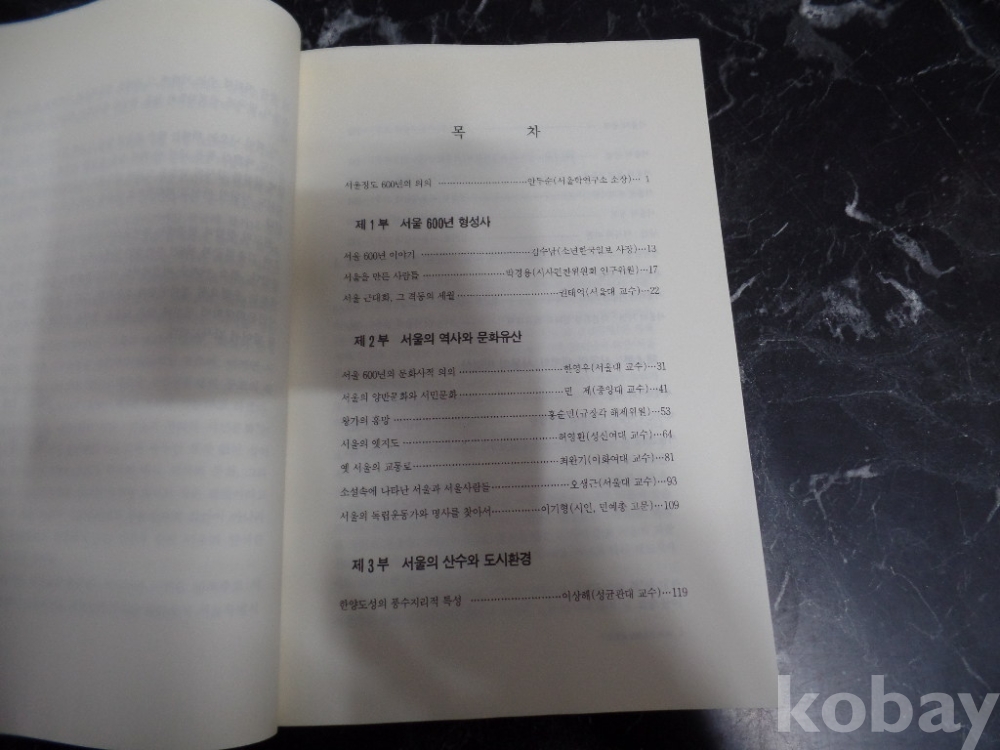 목 차
서울정도 600년의 의의 안두순(서울학연구소 소장)… 1
제 1 부 서울 600년 형성사
서울 600년 이야기 김수남(소년한국일보 사장)…13
서울을 만든 사람들 박경용(시사편찬위원회 연구위원)…17
서울 근대화, 그 격동의 세월 권태억(서울대 교수)…22
제 2 부 서울의 역사와 문화유산
서울 600년의 문화사적 의의 한영우(서울대 교수)…31
서울의 양반문화와 서민문화 제(중앙대 교수)…41
왕가의 흥망 홍순민(규장각 해제위원)…53
서울의 옛지도 허영환(성신여대 교수)…64
옛 서울의 교통로 최완기(이화여대 교수)…81
소설속에 나타난 서울과 서울사람들 오생근(서울대 교수)…93
서울의 독립운동가와 명사를 찾아서 이기형(시인, 민예총 고문)…109
제 3 부 서울의 산수와 도시환경
한양도성의 풍수지리적 특성 이상해(성균관대 교수)…119
kobay